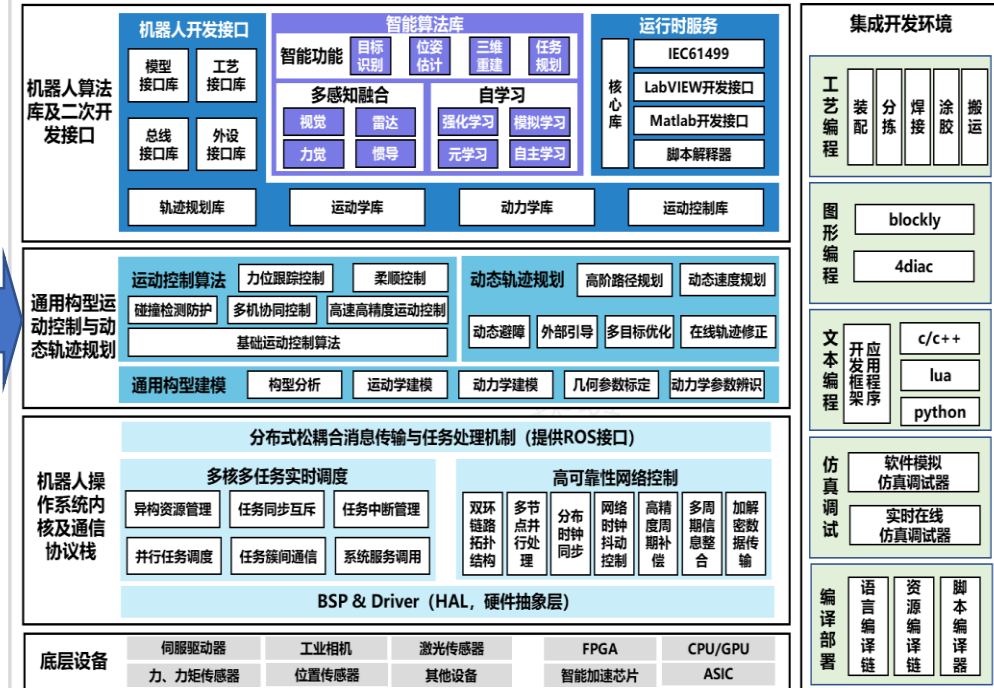 机器人算法
库及二次开
发接口
机器人开发接口
模型
接口库
工艺
接口库
总线
接口库
外设
接口库
智能算法库
智能功能
目标
识别
位姿
估计
三维
重建
任务
规划
多感知融合
视觉
雷达
力觉
惯导
自学习
强化学习
模拟学习
元学习
自主学习
运行时服务
核心库
IEC61499
LabVIEW开发接口
Matlab开发接口
脚本解释器
轨迹规划库
运动学库
动力学库
运动控制库
通用构型运
动控制与动
态轨迹规划
运动控制算法
力位跟踪控制
柔顺控制
碰撞检测防护
多机协同控制
高速高精度运动控制
基础运动控制算法
动态轨迹规划
高阶路径规划
动态速度规划
动态避障
外部引导
多目标优化
在线轨迹修正
通用构型建模
构型分析
运动学建模
动力学建模
几何参数标定
动力学参数辨识
机器人操
作系统内
核及通信
协议栈
分布式松耦合消息传输与任务处理机制（提供ROS接口）
多核多任务实时调度
异构资源管理
任务同步互斥
任务中断管理
并行任务调度
任务簇间通信
系统服务调用
高可靠性网络控制
双环
链路
拓扑
结构
多节
点并
行处
理
分布
时钟
同步
网络
时钟
抖动
控制
高精
度周
期补
偿
多周
期信
息整
合
加解
密数
据传
输
BSP & Driver（HAL，硬件抽象层）
底层设备
伺服驱动器
工业相机
激光传感器
FPGA
CPU/GPU
力、力矩传感器
位置传感器
其他设备
智能加速芯片
ASIC
集成开发环境
工艺编程
装配
分拣
焊接
涂胶
搬运
图形编程
blockly
4diac
文本编程
应用程序
开发框架
c/c++
lua
python
仿真调试
软件模拟
仿真调试器
实时在线
仿真调试器
编译部署
语言编译链
资源编译链
脚本编译器